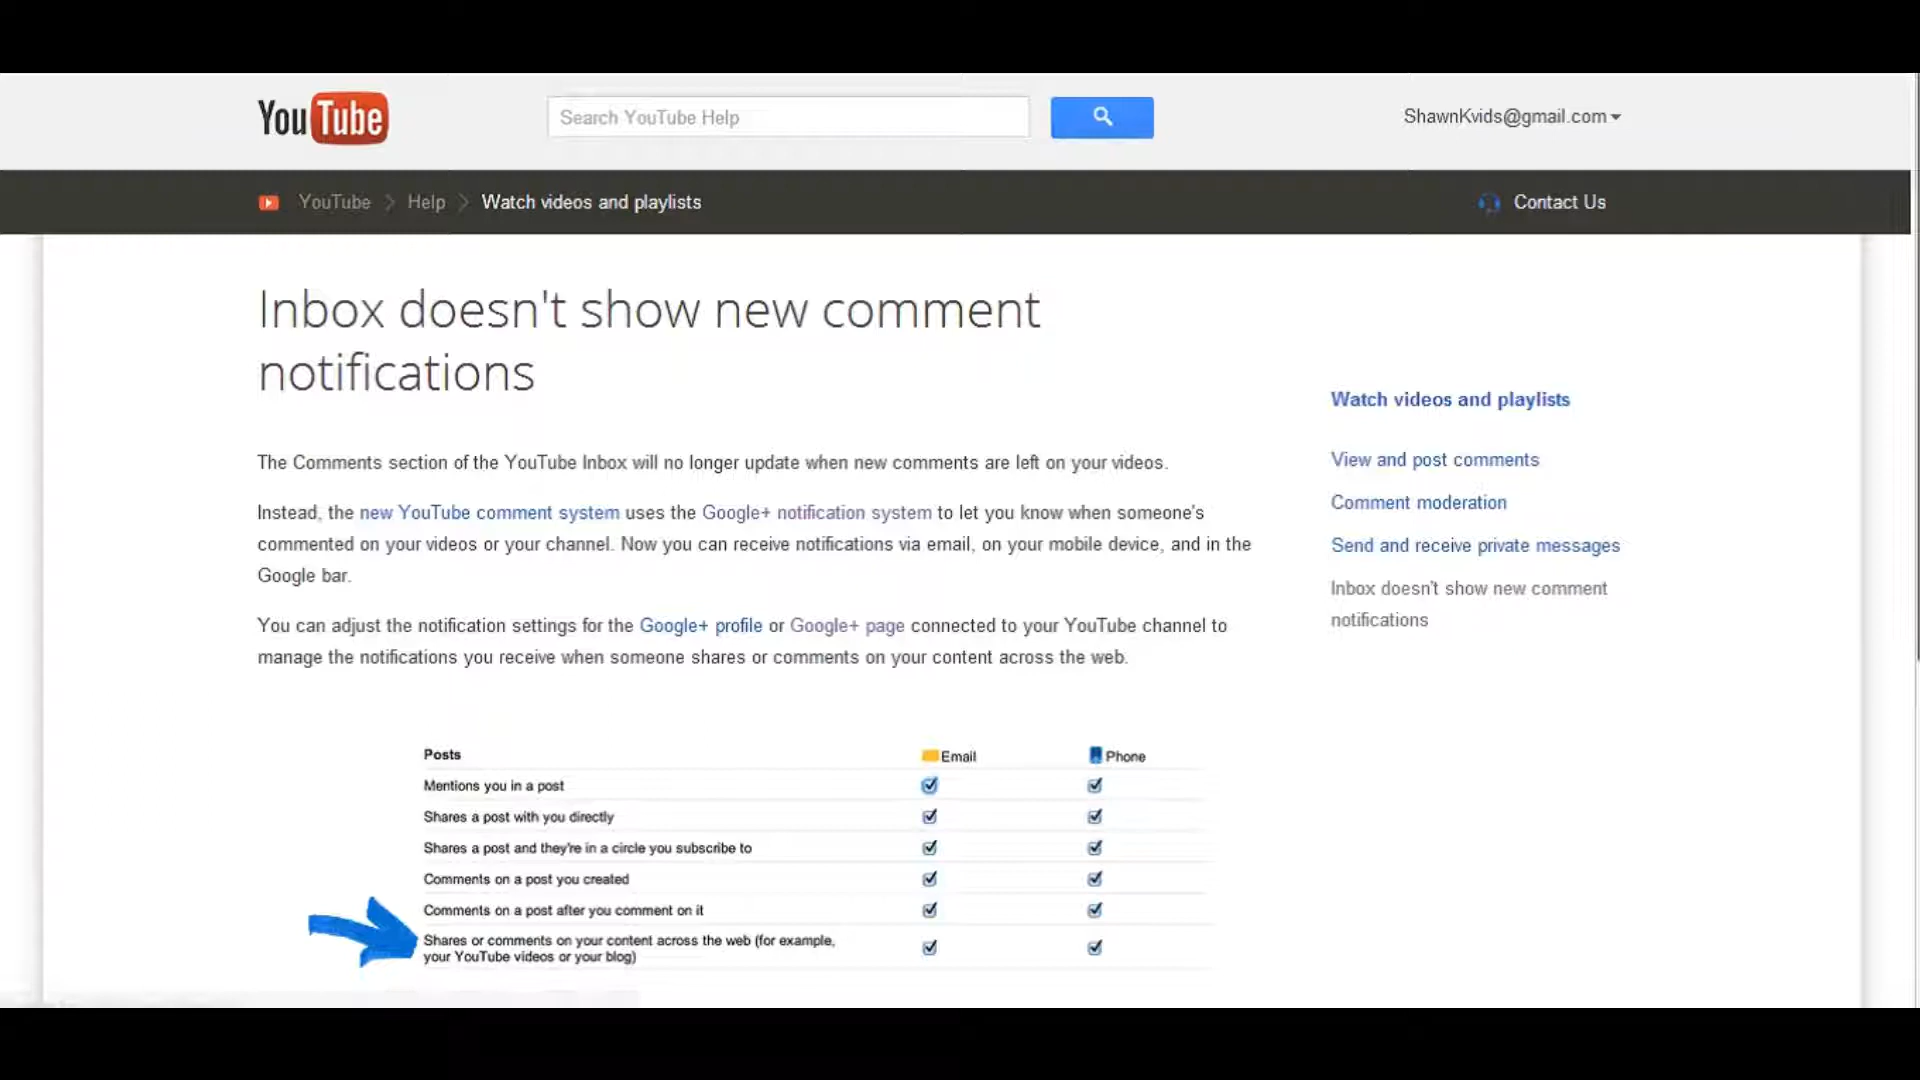 YouTube
Search YouTube Help
ShawnKvids@gmail.com
YouTube Help Watch videos and playlists
Contact Us
Inbox doesn't show new comment
notifications
The Comments section of the YouTube Inbox will no longer update when new comments are left on your videos.
Instead, the new YouTube comment system uses the Google+ notification system to let you know when someone's
commented on your videos or your channel. Now you can receive notifications via email, on your mobile device, and in the
Google bar.
You can adjust the notification settings for the Google+ profile or Google+ page connected to your YouTube channel to
manage the notifications you receive when someone shares or comments on your content across the web.
Watch videos and playlists
View and post comments
Comment moderation
Send and receive private messages
Inbox doesn't show new comment
notifications
Posts Email Phone
Mentions you in a post
Shares a post with you directly
Shares a post and they're in a circle you subscribe to
Comments on a post you created
Comments on a post after you comment on it
Shares or comments on your content across the web (for example,
your YouTube videos or your blog)